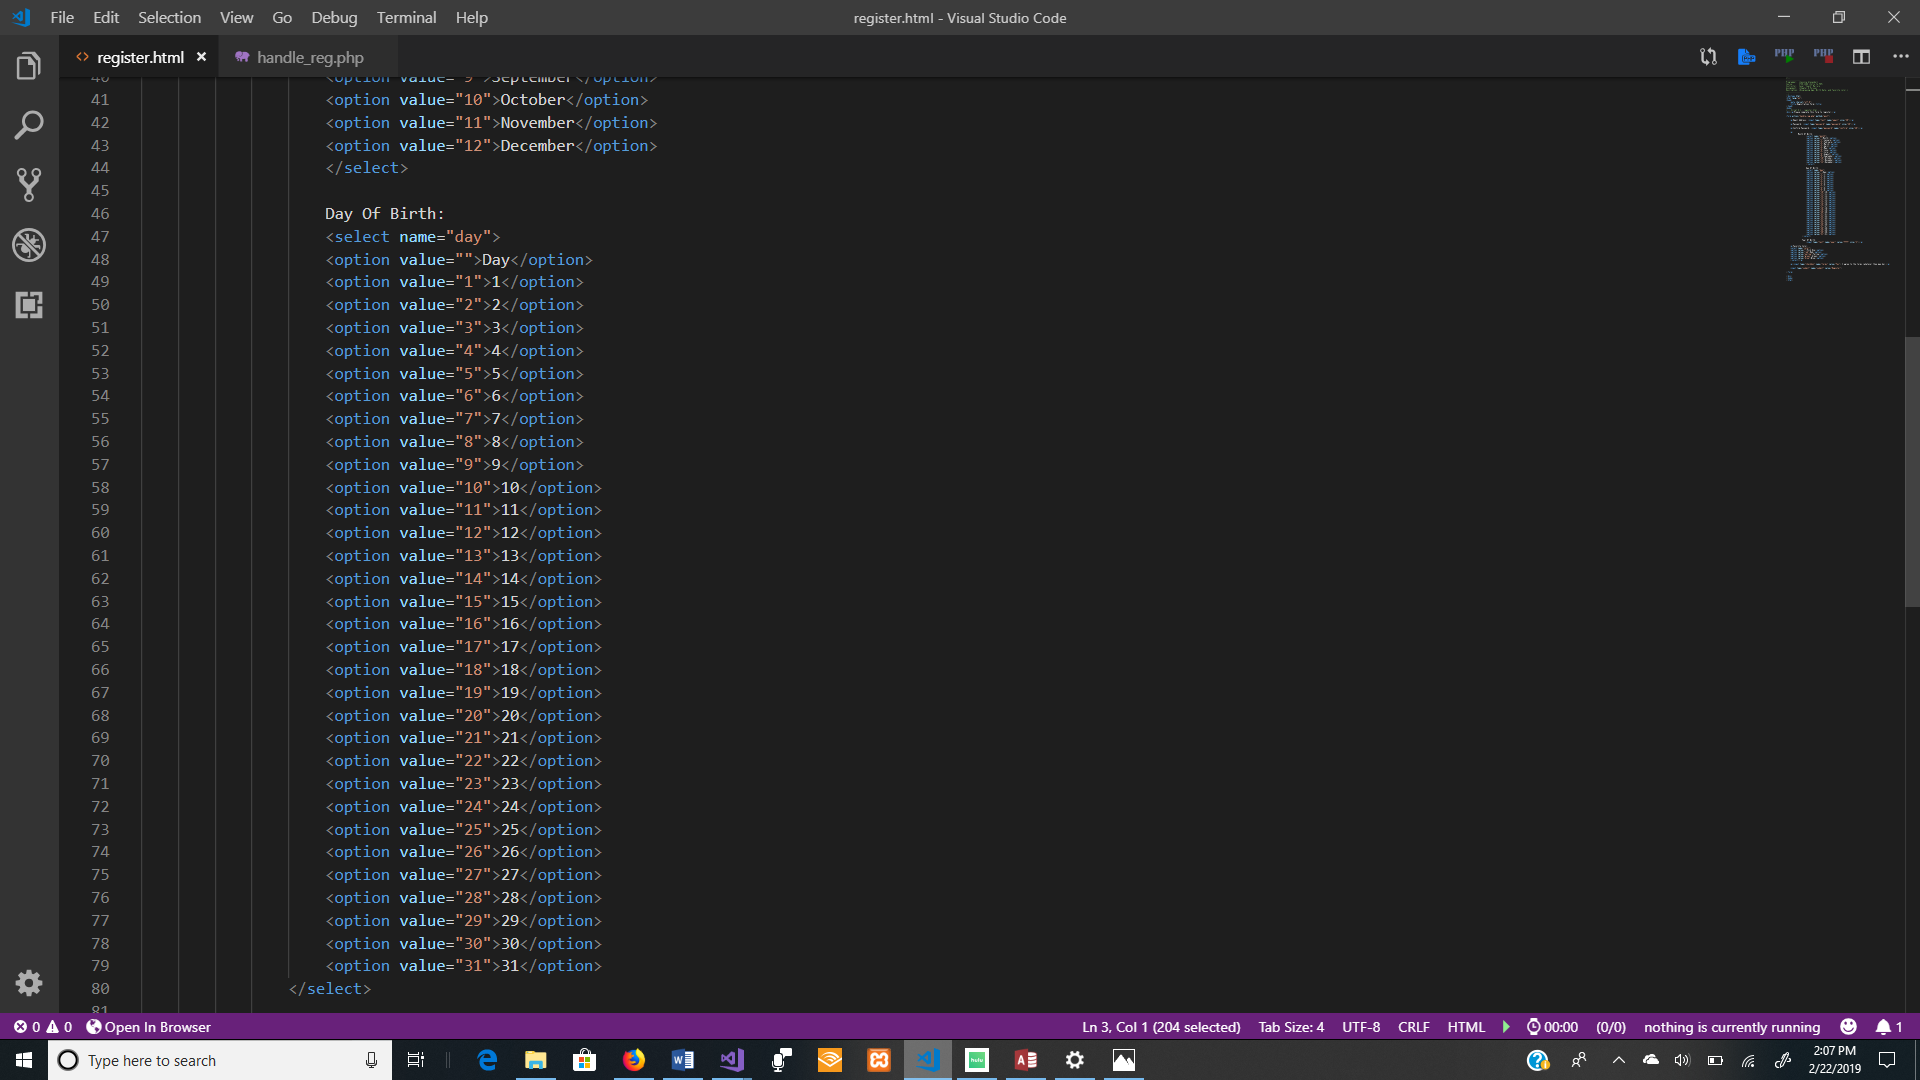 File Edit Selection View Go Debug Terminal Help
register.html - Visual Studio Code
<> register.html × handle_reg.php
PHP PHP
40 <option value="9">September</option>
41 <option value="10">October</option>
42 <option value="11">November</option>
43 <option value="12">December</option>
44 </select>
45
46 Day Of Birth:
47 <select name="day">
48 <option value="">Day</option>
49 <option value="1">1</option>
50 <option value="2">2</option>
51 <option value="3">3</option>
52 <option value="4">4</option>
53 <option value="5">5</option>
54 <option value="6">6</option>
55 <option value="7">7</option>
56 <option value="8">8</option>
57 <option value="9">9</option>
58 <option value="10">10</option>
59 <option value="11">11</option>
60 <option value="12">12</option>
61 <option value="13">13</option>
62 <option value="14">14</option>
63 <option value="15">15</option>
64 <option value="16">16</option>
65 <option value="17">17</option>
66 <option value="18">18</option>
67 <option value="19">19</option>
68 <option value="20">20</option>
69 <option value="21">21</option>
70 <option value="22">22</option>
71 <option value="23">23</option>
72 <option value="24">24</option>
73 <option value="25">25</option>
74 <option value="26">26</option>
75 <option value="27">27</option>
76 <option value="28">28</option>
77 <option value="29">29</option>
78 <option value="30">30</option>
79 <option value="31">31</option>
80 </select>
81
0 0 Open In Browser
Ln 3, Col 1 (204 selected) Tab Size: 4 UTF-8 CRLF HTML 00:00 (0/0) nothing is currently running 1
Type here to search
hulu
2:07 PM
2/22/2019